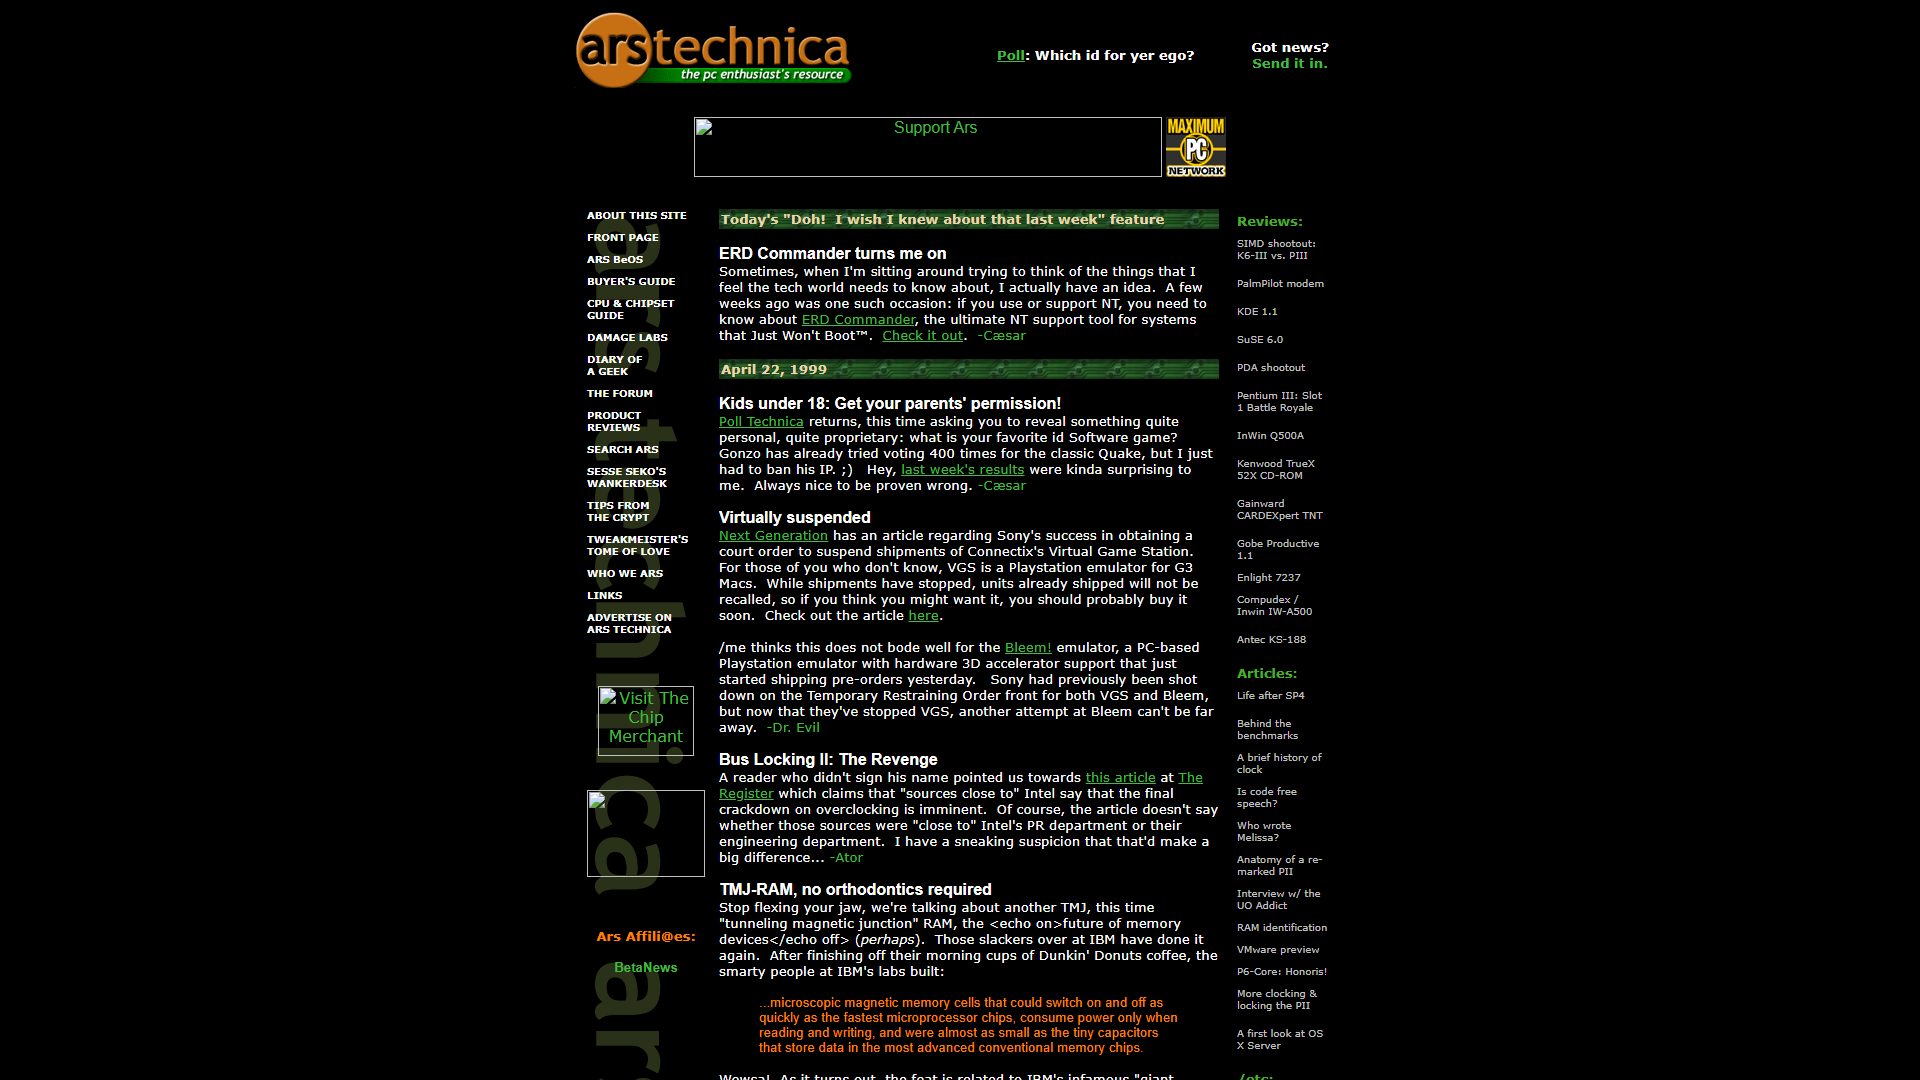 arstechnica
the pc enthusiast's resource
Poll: Which id for yer ego?
Got news?
Send it in.
Support Ars
MAXIMUM
PC
NETWORK
ABOUT THIS SITE
FRONT PAGE
ARS BeOS
BUYER'S GUIDE
CPU & CHIPSET
GUIDE
DAMAGE LABS
DIARY OF
A GEEK
THE FORUM
PRODUCT
REVIEWS
SEARCH ARS
SESSE SEKO'S
WANKERDESK
TIPS FROM
THE CRYPT
TWEAKMEISTER'S
TOME OF LOVE
WHO WE ARS
LINKS
ADVERTISE ON
ARS TECHNICA
Visit The
Chip
Merchant
Ars Affili@es:
BetaNews
ars technica ars
Today's "Doh!  I wish I knew about that last week" feature
ERD Commander turns me on
Sometimes, when I'm sitting around trying to think of the things that I
feel the tech world needs to know about, I actually have an idea.  A few
weeks ago was one such occasion: if you use or support NT, you need to
know about ERD Commander, the ultimate NT support tool for systems
that Just Won't Boot™.  Check it out.  -Cæsar
April 22, 1999
Kids under 18: Get your parents' permission!
Poll Technica returns, this time asking you to reveal something quite
personal, quite proprietary: what is your favorite id Software game?
Gonzo has already tried voting 400 times for the classic Quake, but I just
had to ban his IP. ;)   Hey, last week's results were kinda surprising to
me.  Always nice to be proven wrong. -Cæsar
Virtually suspended
Next Generation has an article regarding Sony's success in obtaining a
court order to suspend shipments of Connectix's Virtual Game Station.
For those of you who don't know, VGS is a Playstation emulator for G3
Macs.  While shipments have stopped, units already shipped will not be
recalled, so if you think you might want it, you should probably buy it
soon.  Check out the article here.
/me thinks this does not bode well for the Bleem! emulator, a PC-based
Playstation emulator with hardware 3D accelerator support that just
started shipping pre-orders yesterday.   Sony had previously been shot
down on the Temporary Restraining Order front for both VGS and Bleem,
but now that they've stopped VGS, another attempt at Bleem can't be far
away.  -Dr. Evil
Bus Locking II: The Revenge
A reader who didn't sign his name pointed us towards this article at The
Register which claims that "sources close to" Intel say that the final
crackdown on overclocking is imminent.  Of course, the article doesn't say
whether those sources were "close to" Intel's PR department or their
engineering department.  I have a sneaking suspicion that that'd make a
big difference... -Ator
TMJ-RAM, no orthodontics required
Stop flexing your jaw, we're talking about another TMJ, this time
"tunneling magnetic junction" RAM, the <echo on>future of memory
devices</echo off> (perhaps).  Those slackers over at IBM have done it
again.  After finishing off their morning cups of Dunkin' Donuts coffee, the
smarty people at IBM's labs built:
...microscopic magnetic memory cells that could switch on and off as
quickly as the fastest microprocessor chips, consume power only when
reading and writing, and were almost as small as the tiny capacitors
that store data in the most advanced conventional memory chips.
Wowsa!  As it turns out, the feat is related to IBM's infamous "giant
Reviews:
SIMD shootout:
K6-III vs. PIII
PalmPilot modem
KDE 1.1
SuSE 6.0
PDA shootout
Pentium III: Slot
1 Battle Royale
InWin Q500A
Kenwood TrueX
52X CD-ROM
Gainward
CARDEXpert TNT
Gobe Productive
1.1
Enlight 7237
Compudex /
Inwin IW-A500
Antec KS-188
Articles:
Life after SP4
Behind the
benchmarks
A brief history of
clock
Is code free
speech?
Who wrote
Melissa?
Anatomy of a re-
marked PII
Interview w/ the
UO Addict
RAM identification
VMware preview
P6-Core: Honoris!
More clocking &
locking the PII
A first look at OS
X Server
/etc: